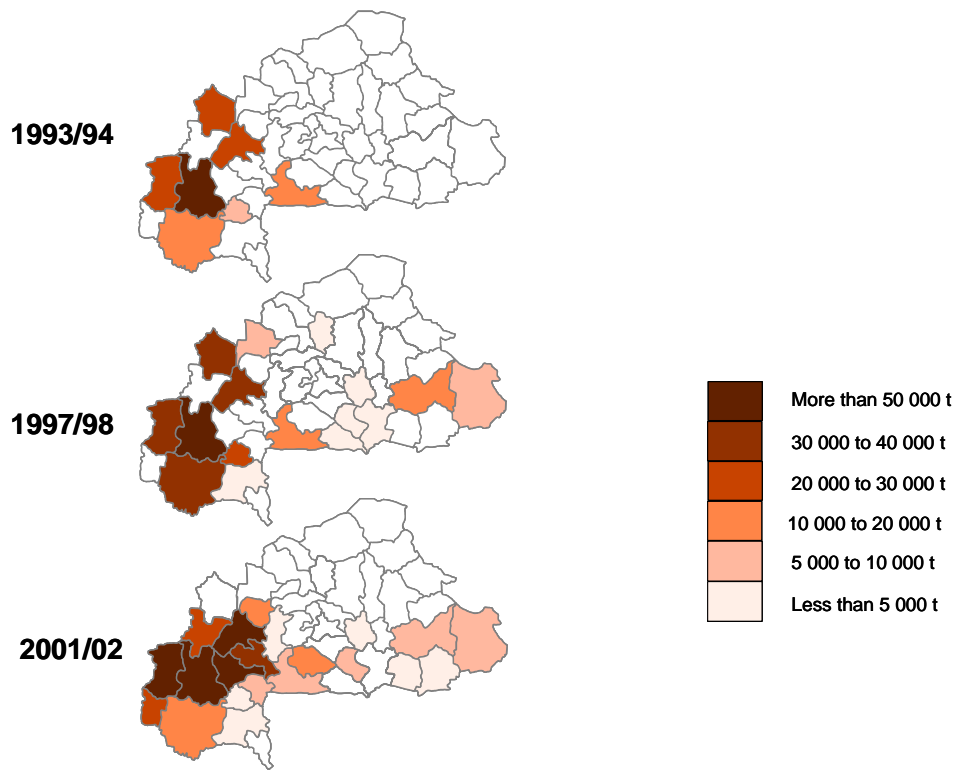 1993/94
1997/98
2001/02
More than 50 000 t
30 000 to 40 000 t
20 000 to 30 000 t
10 000 to 20 000 t
5 000 to 10 000 t
Less than 5 000 t